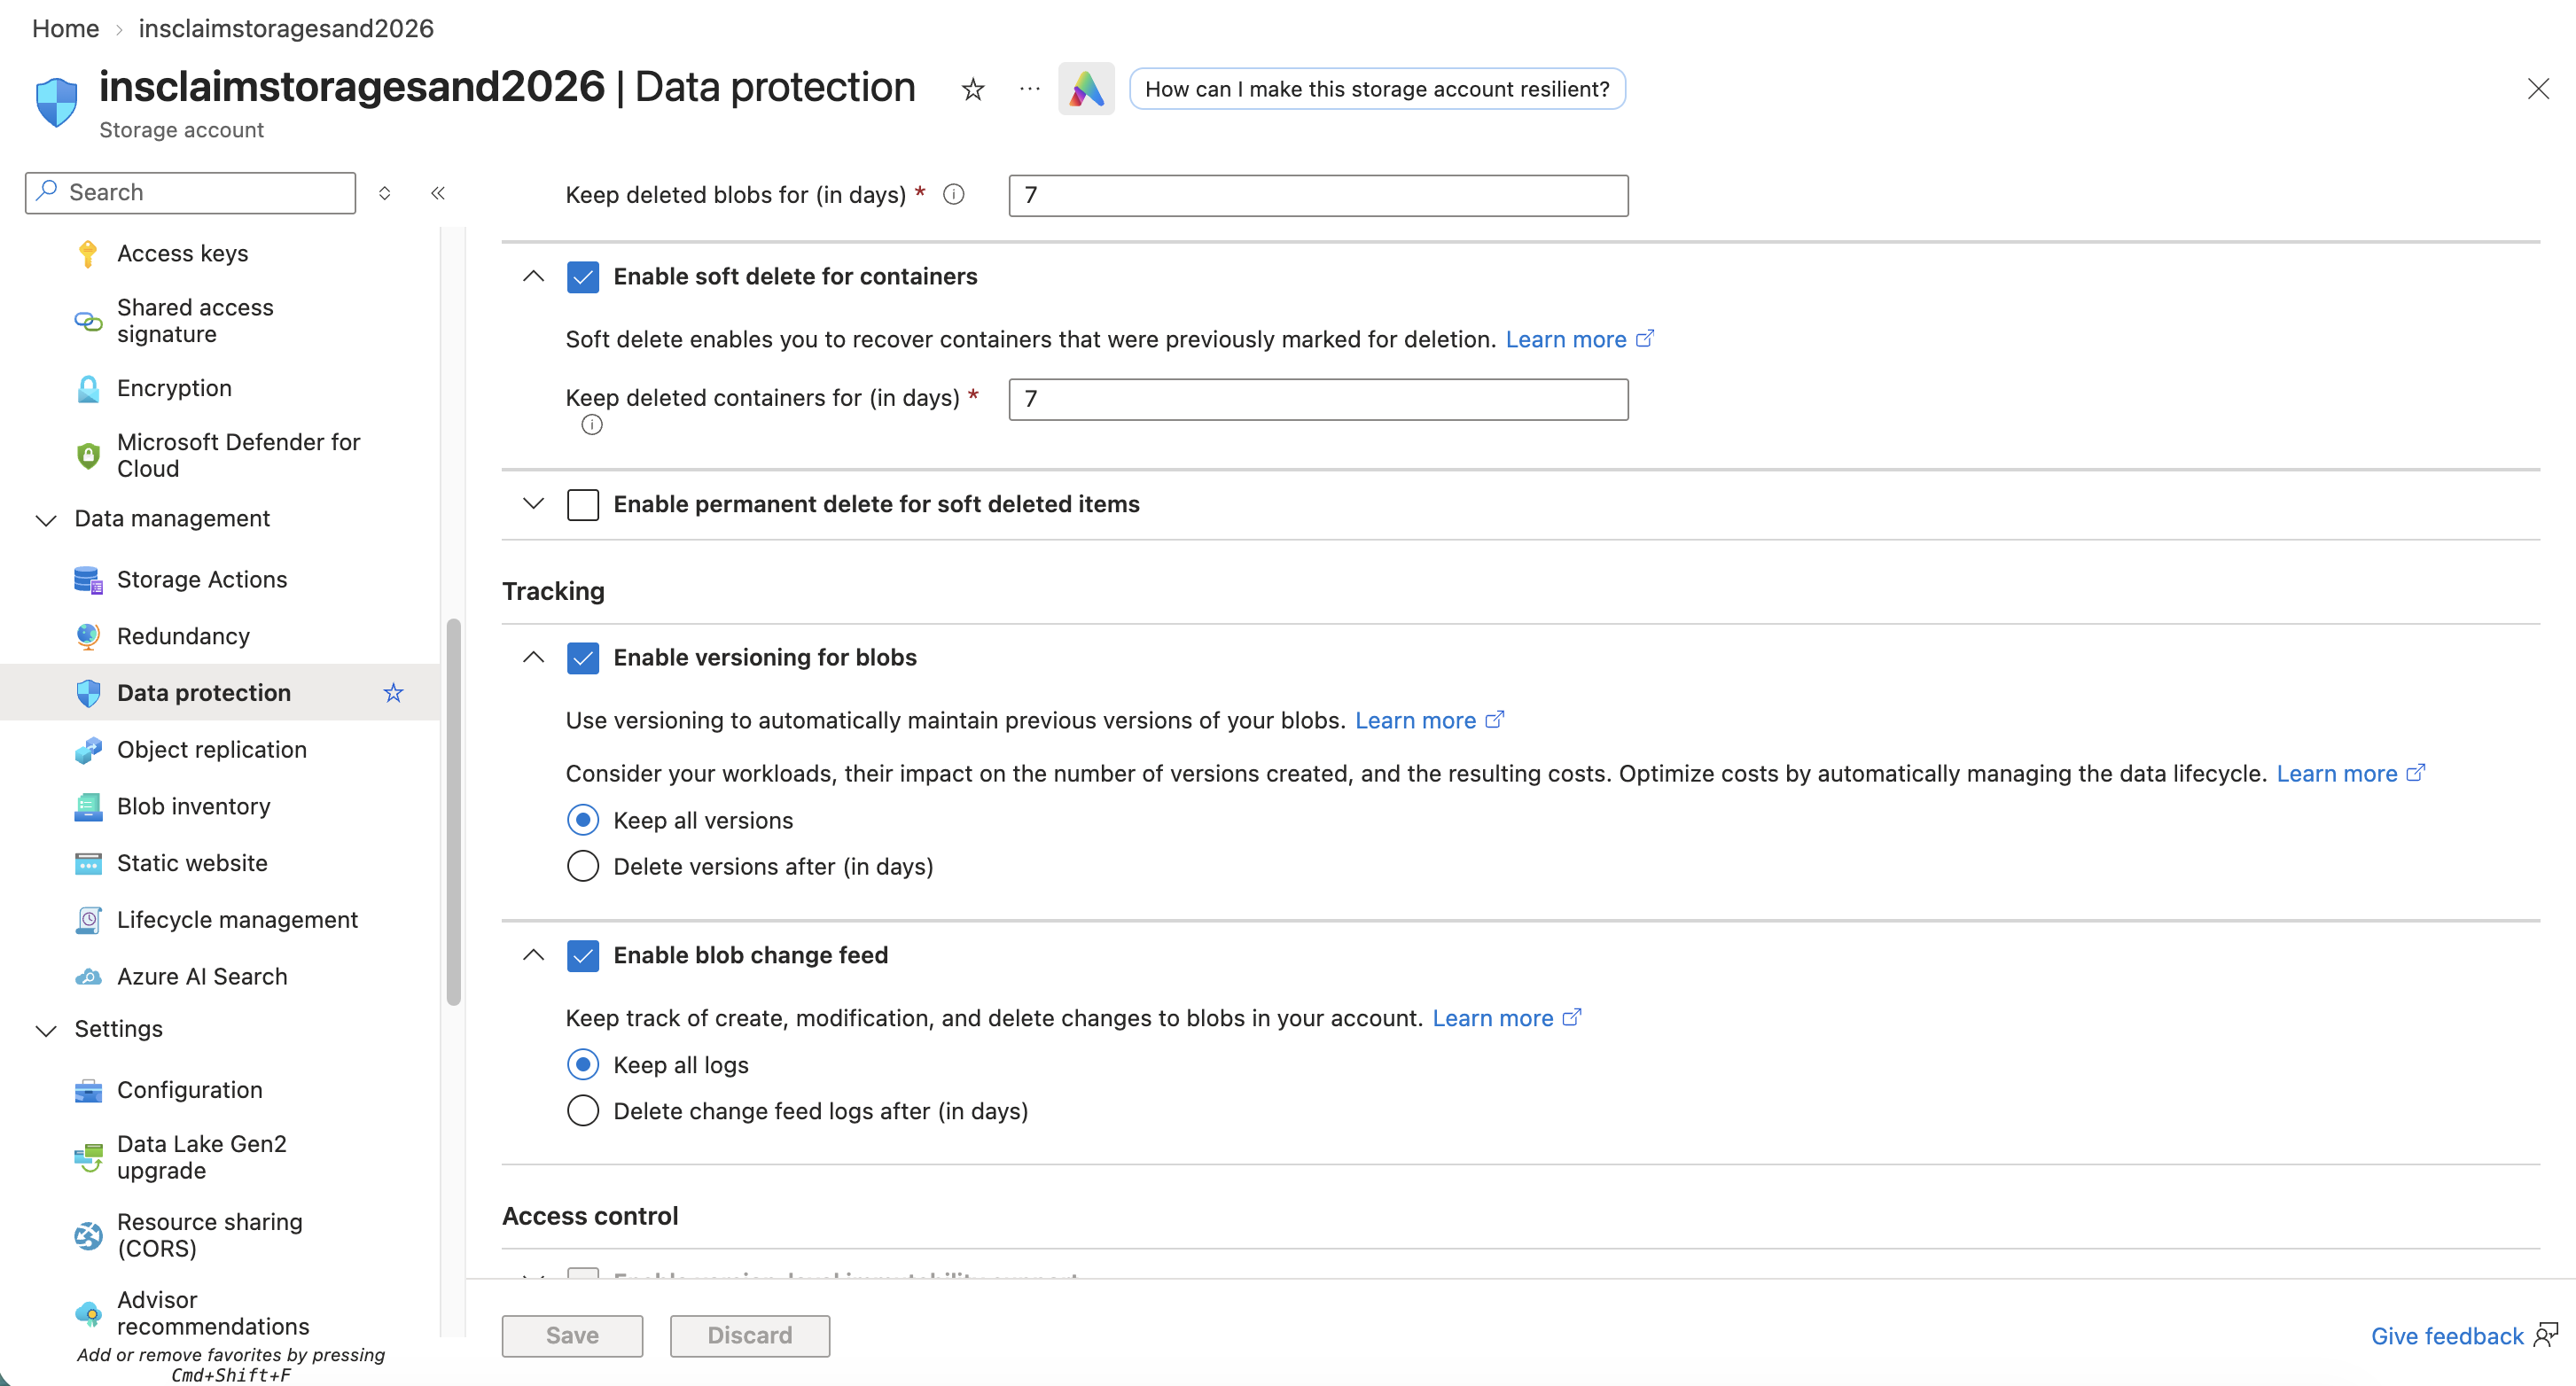 Home > insclaimstoragesand2026
insclaimstoragesand2026 | Data protection
How can I make this storage account resilient?
Storage account
Search
Access keys
Shared access
signature
Encryption
Microsoft Defender for
Cloud
Data management
Storage Actions
Redundancy
Data protection
Object replication
Blob inventory
Static website
Lifecycle management
Azure AI Search
Settings
Configuration
Data Lake Gen2
upgrade
Resource sharing
(CORS)
Advisor
recommendations
Add or remove favorites by pressing
Cmd+Shift+F
Keep deleted blobs for (in days) *
7
Enable soft delete for containers
Soft delete enables you to recover containers that were previously marked for deletion. Learn more
Keep deleted containers for (in days) *
7
Enable permanent delete for soft deleted items
Tracking
Enable versioning for blobs
Use versioning to automatically maintain previous versions of your blobs. Learn more
Consider your workloads, their impact on the number of versions created, and the resulting costs. Optimize costs by automatically managing the data lifecycle. Learn more
Keep all versions
Delete versions after (in days)
Enable blob change feed
Keep track of create, modification, and delete changes to blobs in your account. Learn more
Keep all logs
Delete change feed logs after (in days)
Access control
Enable version-level immutability support
Save
Discard
Give feedback